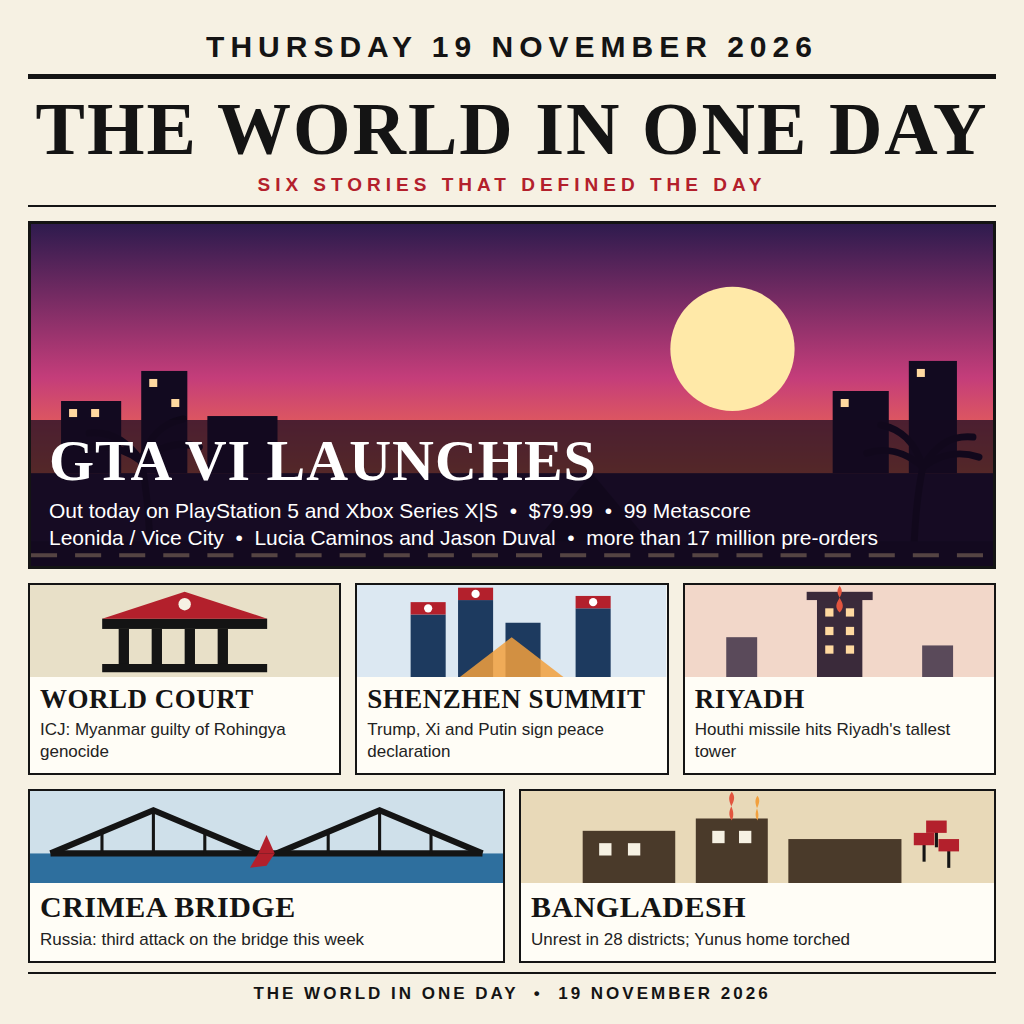 THURSDAY 19 NOVEMBER 2026
THE WORLD IN ONE DAY
SIX STORIES THAT DEFINED THE DAY
GTA VI LAUNCHES
Out today on PlayStation 5 and Xbox Series X|S • $79.99 • 99 Metascore
Leonida / Vice City • Lucia Caminos and Jason Duval • more than 17 million pre-orders
WORLD COURT
ICJ: Myanmar guilty of Rohingya
genocide
SHENZHEN SUMMIT
Trump, Xi and Putin sign peace
declaration
RIYADH
Houthi missile hits Riyadh's tallest
tower
CRIMEA BRIDGE
Russia: third attack on the bridge this week
BANGLADESH
Unrest in 28 districts; Yunus home torched
THE WORLD IN ONE DAY • 19 NOVEMBER 2026